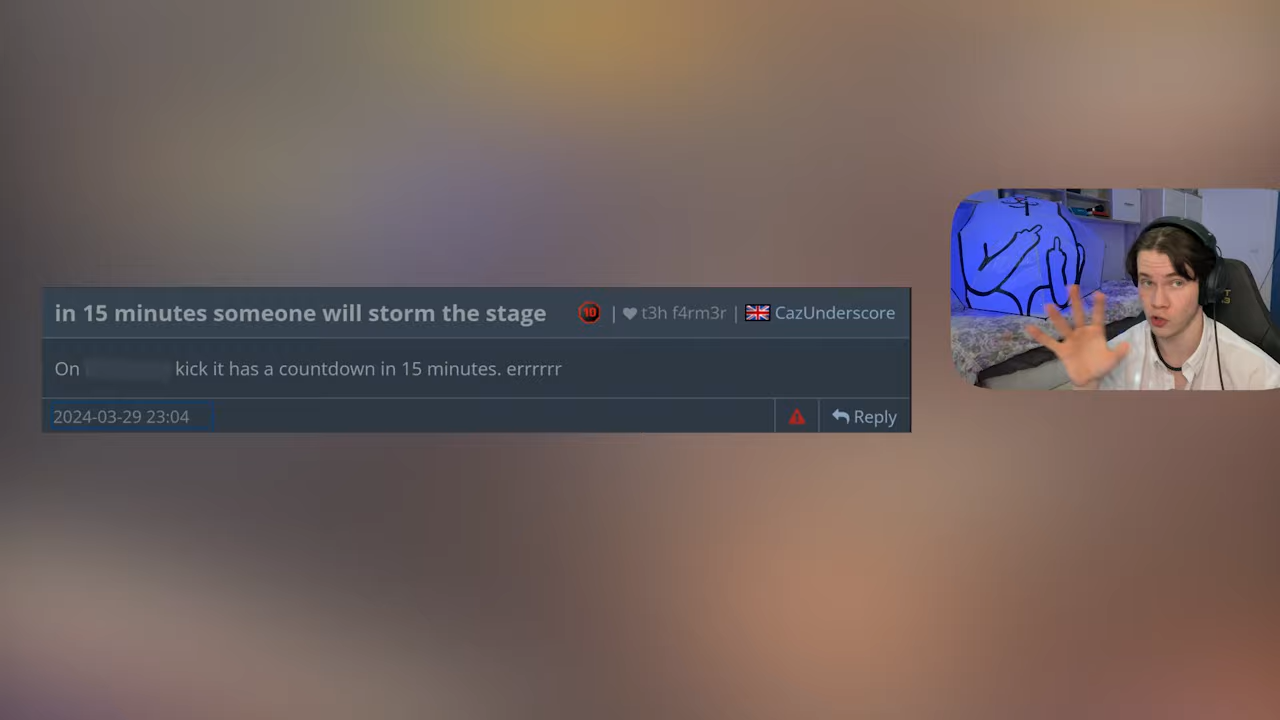 in 15 minutes someone will storm the stage 10 | t3h f4rm3r | CazUnderscore
On kick it has a countdown in 15 minutes. errrrrr
2024-03-29 23:04 Reply